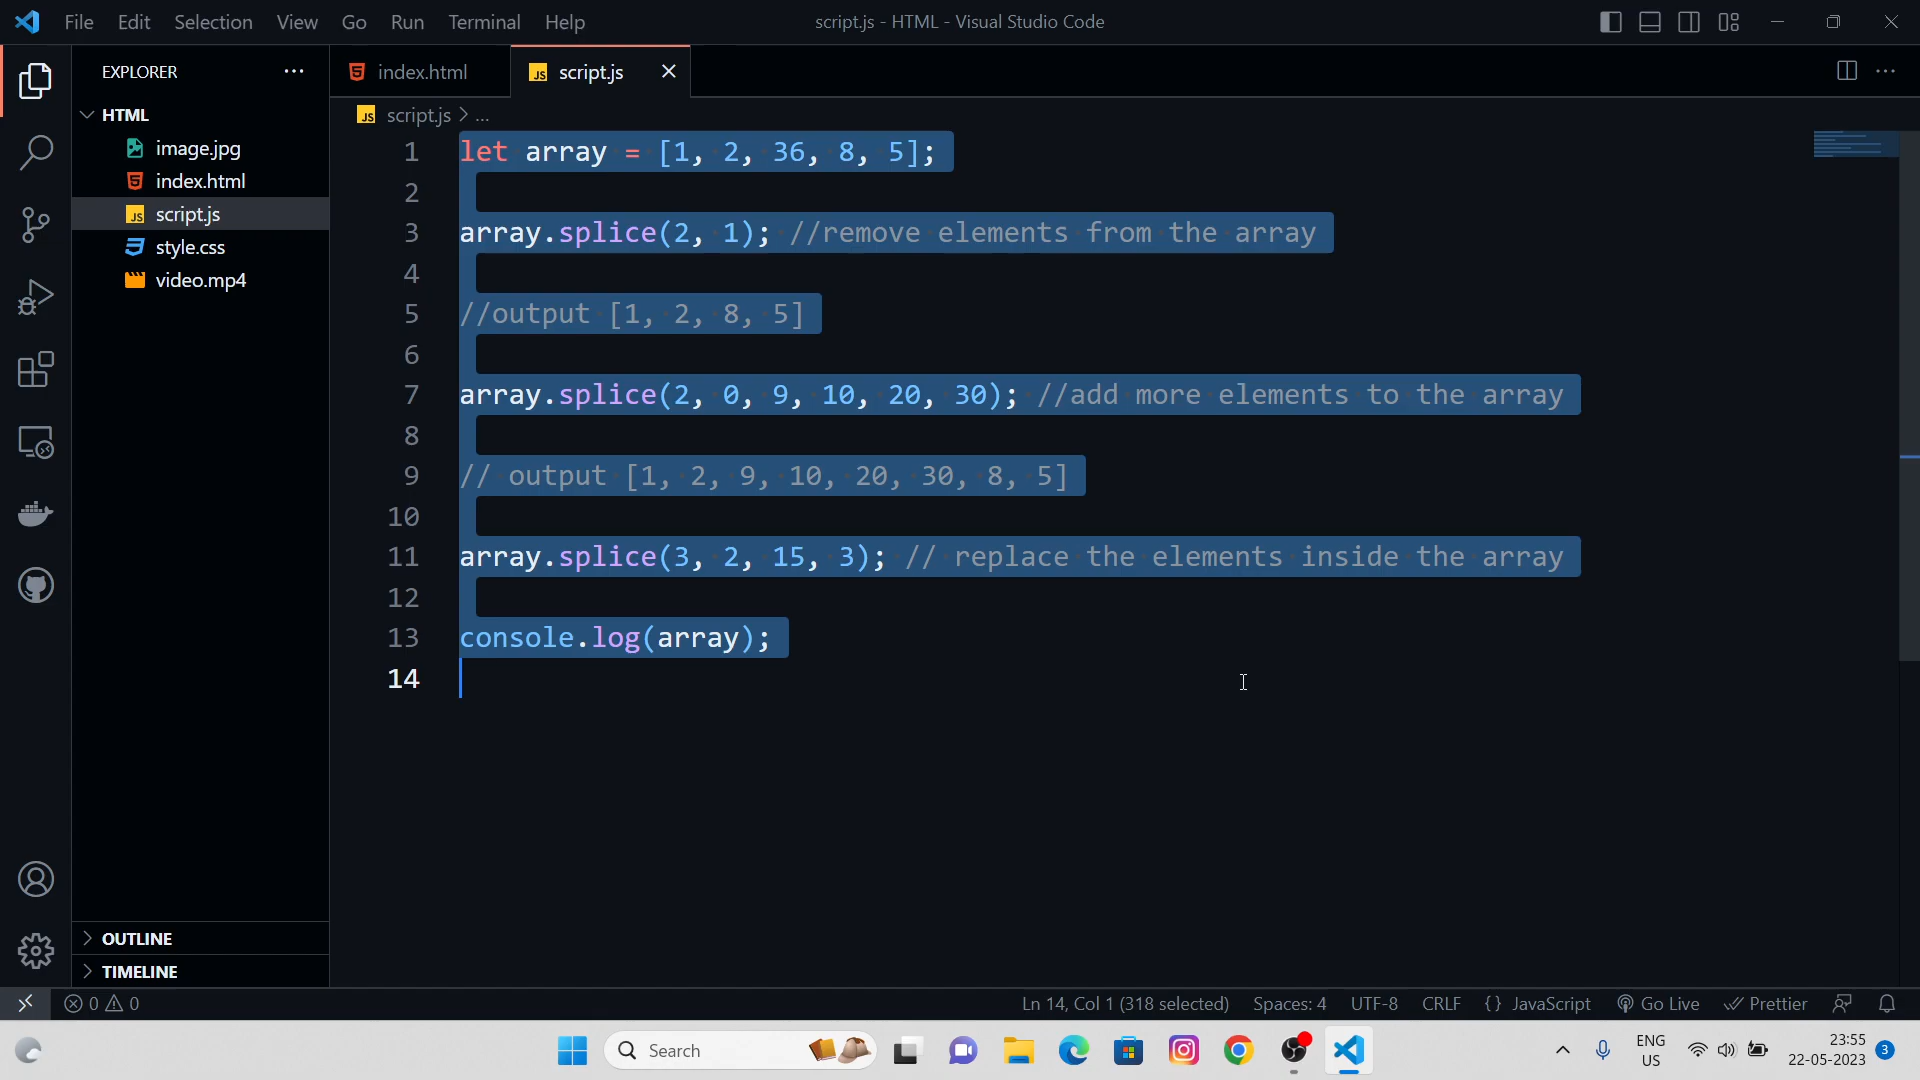 File Edit Selection View Go Run Terminal Help
script.js - HTML - Visual Studio Code
EXPLORER
HTML
image.jpg
index.html
script.js
style.css
video.mp4
OUTLINE
TIMELINE
index.html
JS script.js
JS script.js > ...
1 let array = [1, 2, 36, 8, 5];
2
3 array.splice(2, 1); //remove elements from the array
4
5 //output [1, 2, 8, 5]
6
7 array.splice(2, 0, 9, 10, 20, 30); //add more elements to the array
8
9 // output [1, 2, 9, 10, 20, 30, 8, 5]
10
11 array.splice(3, 2, 15, 3); // replace the elements inside the array
12
13 console.log(array);
14
0 0
Ln 14, Col 1 (318 selected) Spaces: 4 UTF-8 CRLF {} JavaScript Go Live Prettier
Search
ENG
US
23:55
22-05-2023
3